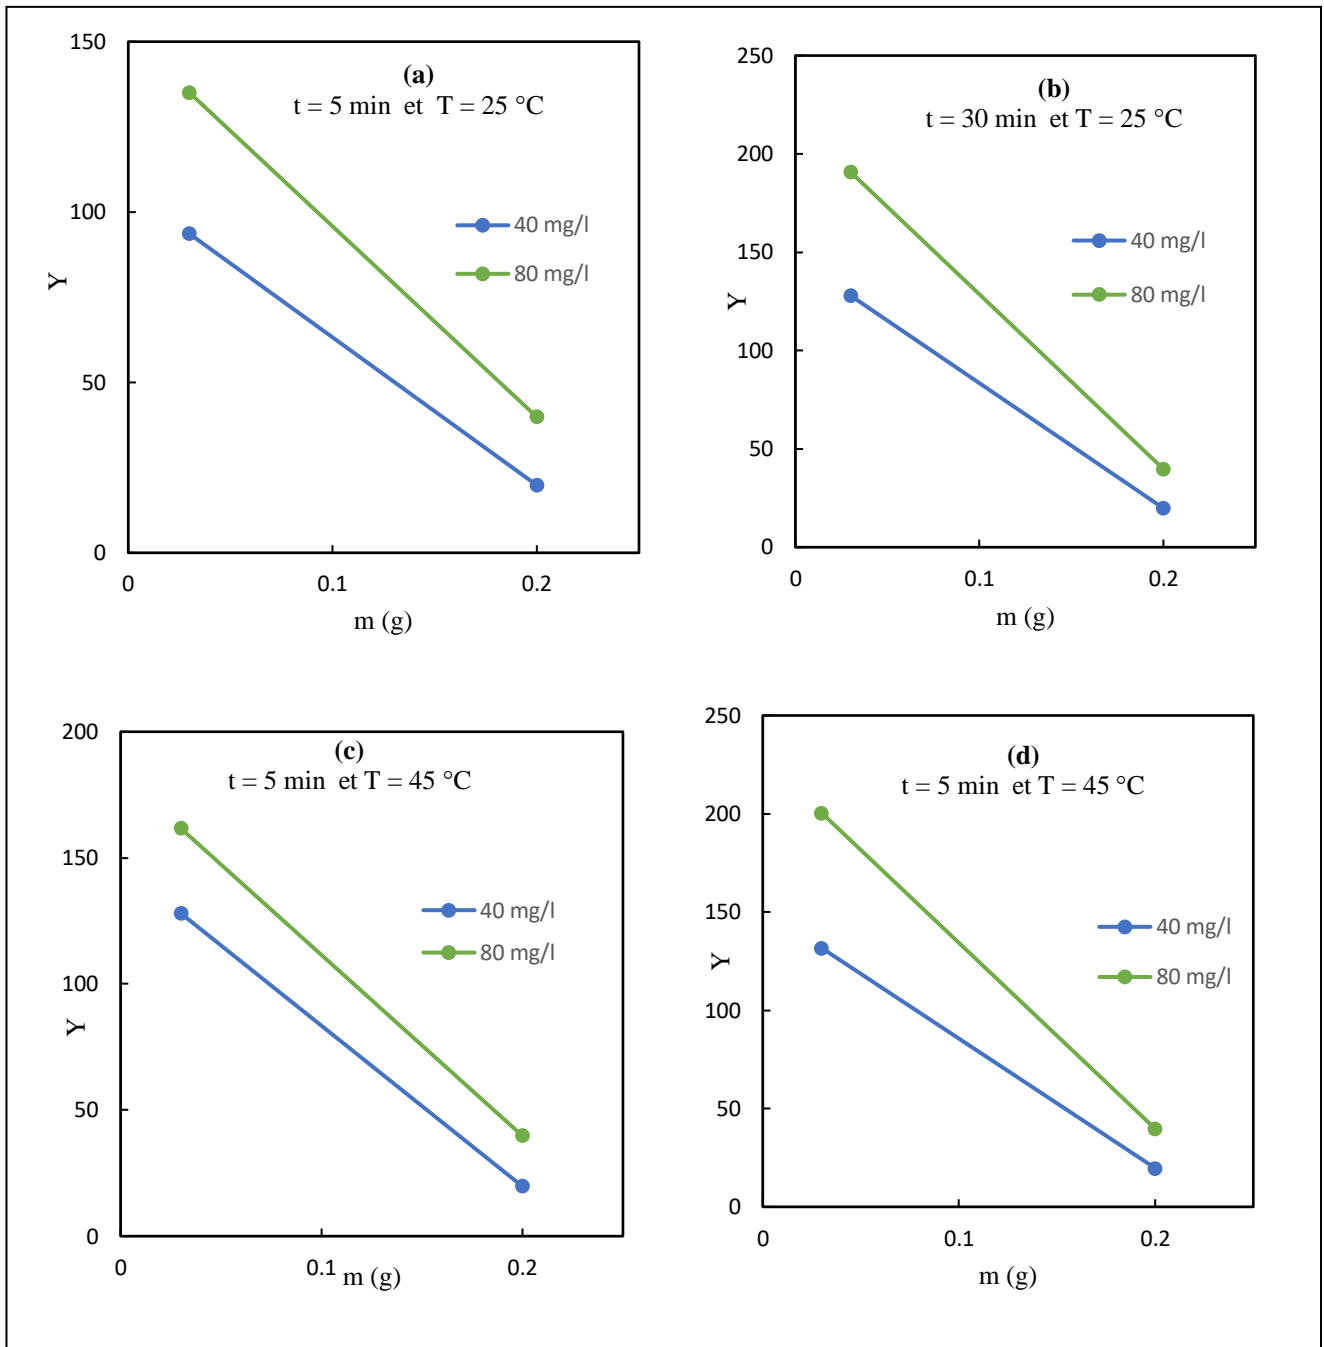 (a)
t = 5 min et T = 25 °C
150
100
50
0
Y
40 mg/l
80 mg/l
0
0.1
0.2
m (g)
(b)
t = 30 min et T = 25 °C
250
200
150
100
50
0
Y
40 mg/l
80 mg/l
0
0.1
0.2
m (g)
(c)
t = 5 min et T = 45 °C
200
150
100
50
0
Y
40 mg/l
80 mg/l
0
0.1
0.2
m (g)
(d)
t = 5 min et T = 45 °C
250
200
150
100
50
0
Y
40 mg/l
80 mg/l
0
0.1
0.2
m (g)